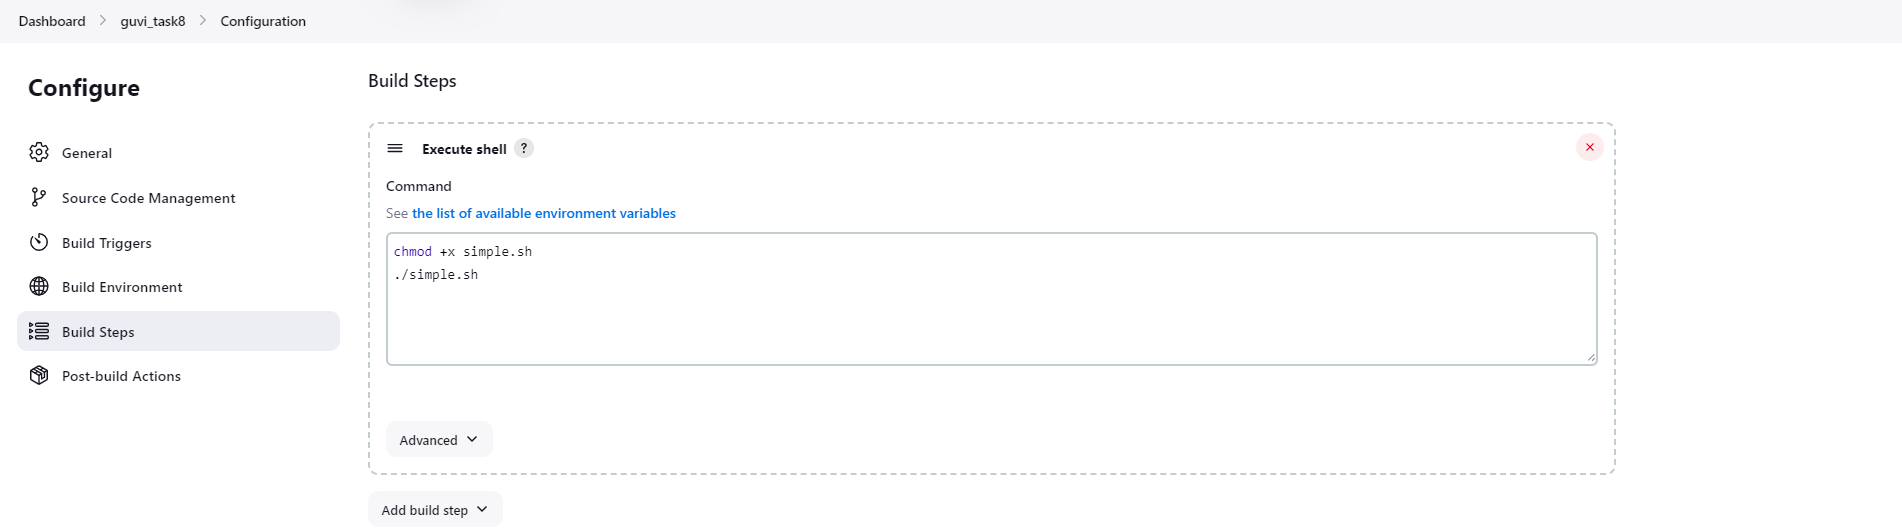 Dashboard > guvi_task8 > Configuration
Configure
General
Source Code Management
Build Triggers
Build Environment
Build Steps
Post-build Actions
Build Steps
Execute shell ?
Command
See the list of available environment variables
chmod +x simple.sh
./simple.sh
Advanced
Add build step